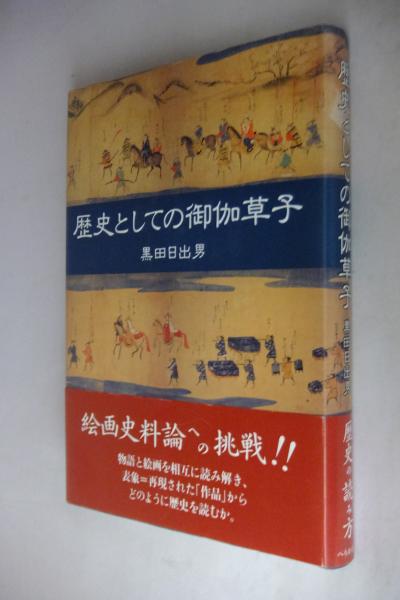 歴史としての御伽草子
黒田日出男
絵画史料論への挑戦!!
物語と絵画を相互に読み解き、
表象=再現された「作品」から
どのように歴史を読むか。
歴史としての御伽草子
黒田日出男
歴史の読み方